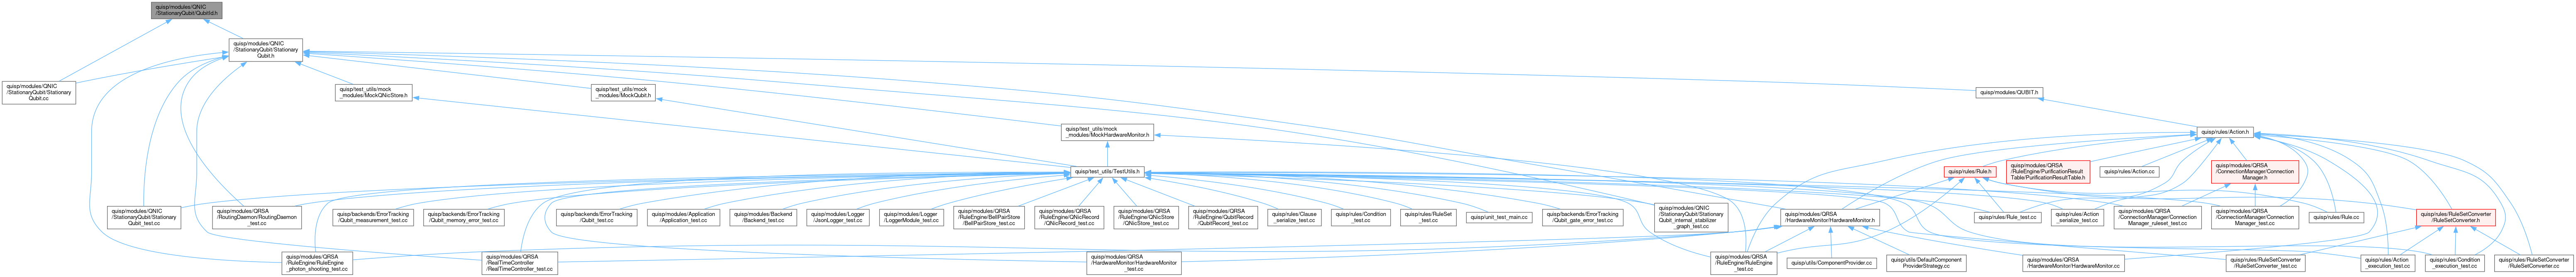 quisp/modules/QNIC
/StationaryQubit/QubitId.h
quisp/modules/QNIC
/StationaryQubit/Stationary
Qubit.h
quisp/modules/QNIC
/StationaryQubit/Stationary
Qubit.cc
quisp/test_utils/mock
_modules/MockQNicStore.h
quisp/test_utils/mock
_modules/MockQubit.h
quisp/modules/QUBIT.h
quisp/test_utils/mock
_modules/MockHardwareMonitor.h
quisp/rules/Action.h
quisp/test_utils/TestUtils.h
quisp/rules/Rule.h
quisp/modules/QRSA
/RuleEngine/PurificationResult
Table/PurificationResultTable.h
quisp/rules/Action.cc
quisp/modules/QRSA
/ConnectionManager/Connection
Manager.h
quisp/modules/QNIC
/StationaryQubit/Stationary
Qubit_test.cc
quisp/modules/QRSA
/RoutingDaemon/RoutingDaemon
_test.cc
quisp/backends/ErrorTracking
/Qubit_measurement_test.cc
quisp/backends/ErrorTracking
/Qubit_memory_error_test.cc
quisp/backends/ErrorTracking
/Qubit_test.cc
quisp/modules/Application
/Application_test.cc
quisp/modules/Backend
/Backend_test.cc
quisp/modules/Logger
/JsonLogger_test.cc
quisp/modules/Logger
/LoggerModule_test.cc
quisp/modules/QRSA
/RuleEngine/BellPairStore
/BellPairStore_test.cc
quisp/modules/QRSA
/RuleEngine/QNicRecord
/QNicRecord_test.cc
quisp/modules/QRSA
/RuleEngine/QNicStore
/QNicStore_test.cc
quisp/modules/QRSA
/RuleEngine/QubitRecord
/QubitRecord_test.cc
quisp/rules/Clause
_serialize_test.cc
quisp/rules/Condition
_test.cc
quisp/rules/RuleSet
_test.cc
quisp/unit_test_main.cc
quisp/backends/ErrorTracking
/Qubit_gate_error_test.cc
quisp/modules/QNIC
/StationaryQubit/Stationary
Qubit_internal_stabilizer
_graph_test.cc
quisp/modules/QRSA
/HardwareMonitor/HardwareMonitor.h
quisp/rules/Rule_test.cc
quisp/rules/Action
_serialize_test.cc
quisp/modules/QRSA
/ConnectionManager/Connection
Manager_ruleset_test.cc
quisp/modules/QRSA
/ConnectionManager/Connection
Manager_test.cc
quisp/rules/Rule.cc
quisp/rules/RuleSetConverter
/RuleSetConverter.h
quisp/modules/QRSA
/RuleEngine/RuleEngine
_photon_shooting_test.cc
quisp/modules/QRSA
/RealTimeController
/RealTimeController_test.cc
quisp/modules/QRSA
/HardwareMonitor/HardwareMonitor
_test.cc
quisp/modules/QRSA
/RuleEngine/RuleEngine
_test.cc
quisp/utils/ComponentProvider.cc
quisp/utils/DefaultComponent
ProviderStrategy.cc
quisp/modules/QRSA
/HardwareMonitor/HardwareMonitor.cc
quisp/rules/RuleSetConverter
/RuleSetConverter_test.cc
quisp/rules/Action
_execution_test.cc
quisp/rules/Condition
_execution_test.cc
quisp/rules/RuleSetConverter
/RuleSetConverter.cc